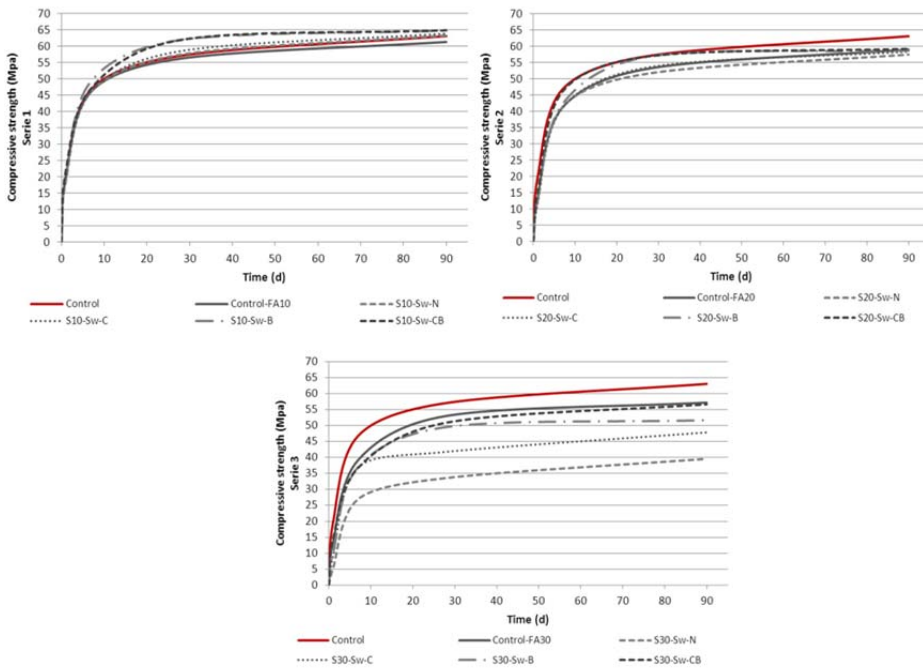 Compressive strength (Mpa)
Serie 1
70
65
60
55
50
45
40
35
30
25
20
15
10
5
0
0 10 20 30 40 50 60 70 80 90
Time (d)
Control Control-FA10 S10-Sw-N
S10-Sw-C S10-Sw-B S10-Sw-CB
Compressive strength (Mpa)
Serie 2
70
65
60
55
50
45
40
35
30
25
20
15
10
5
0
0 10 20 30 40 50 60 70 80 90
Time (d)
Control Control-FA20 S20-Sw-N
S20-Sw-C S20-Sw-B S20-Sw-CB
Compressive strength (Mpa)
Serie 3
70
65
60
55
50
45
40
35
30
25
20
15
10
5
0
0 10 20 30 40 50 60 70 80 90
Time (d)
Control Control-FA30 S30-Sw-N
S30-Sw-C S30-Sw-B S30-Sw-CB